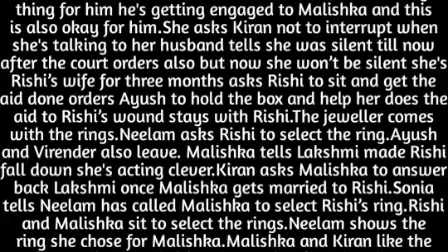 thing for him he's getting engaged to Malishka and this
is also okay for him.She asks Kiran not to interrupt when
she's talking to her husband tells she was silent till now
after the court orders also but now she won't be silent she's
Rishi's wife for three months asks Rishi to sit and get the
aid done orders Ayush to hold the box and help her does the
aid to Rishi's wound stays with Rishi.The jeweller comes
with the rings.Neelam asks Rishi to select the ring.Ayush
and Virender also leave. Malishka tells Lakshmi made Rishi
fall down she's acting clever.Kiran asks Malishka to answer
back Lakshmi once Malishka gets married to Rishi.Sonia
tells Neelam has called Malishka to select Rishi's ring.Rishi
and Malishka sit to select the rings.Neelam shows the
ring she chose for Malishka.Malishka and Kiran like the